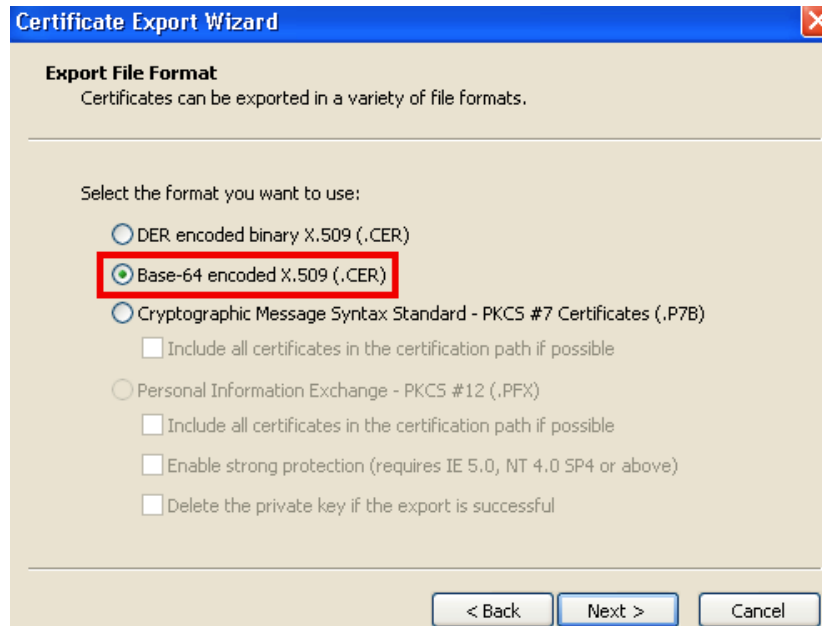 Certificate Export Wizard
Export File Format
Certificates can be exported in a variety of file formats.
Select the format you want to use:
DER encoded binary X.509 (.CER)
Base-64 encoded X.509 (.CER)
Cryptographic Message Syntax Standard - PKCS #7 Certificates (.P7B)
Include all certificates in the certification path if possible
Personal Information Exchange - PKCS #12 (.PFX)
Include all certificates in the certification path if possible
Enable strong protection (requires IE 5.0, NT 4.0 SP4 or above)
Delete the private key if the export is successful
< Back Next > Cancel